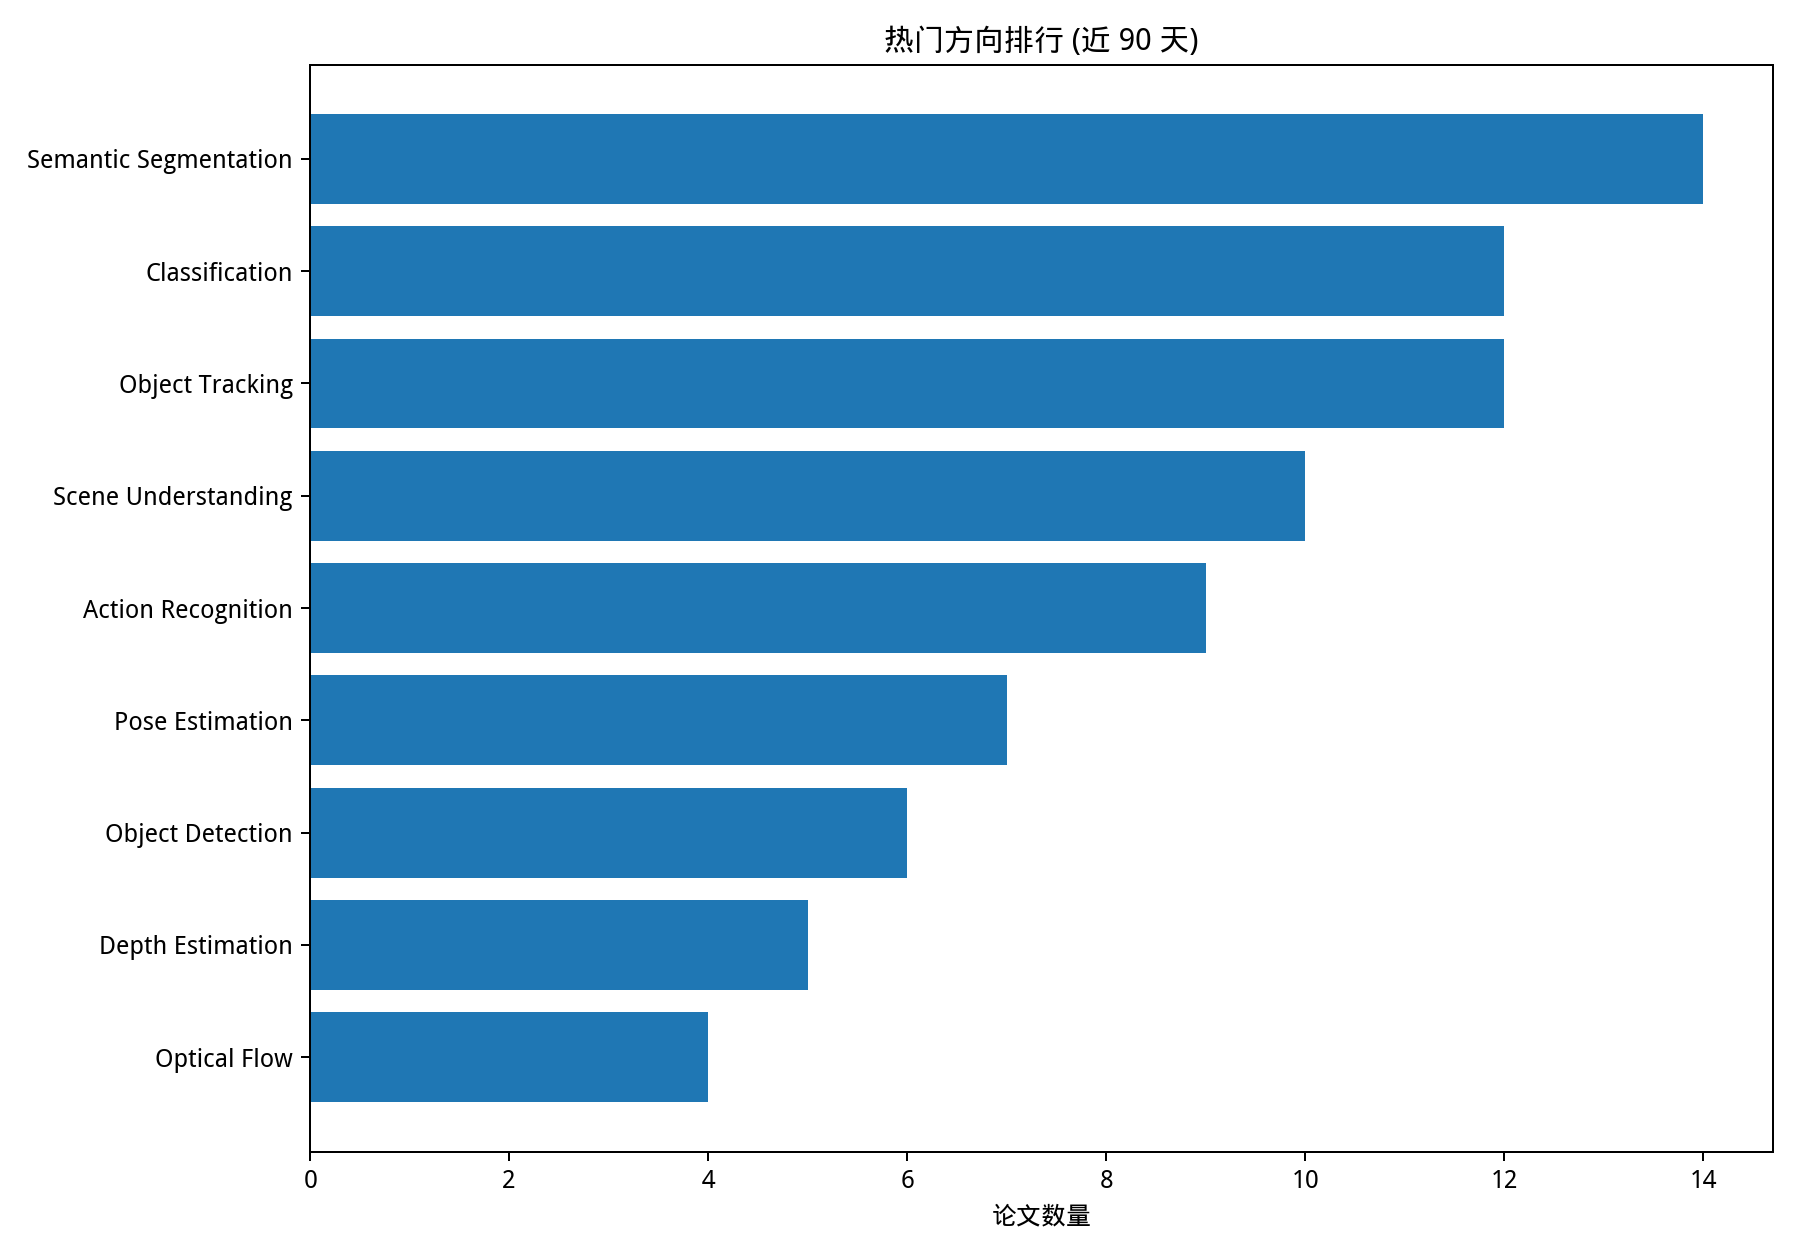 热门方向排行 (近 90 天)
Semantic Segmentation
Classification
Object Tracking
Scene Understanding
Action Recognition
Pose Estimation
Object Detection
Depth Estimation
Optical Flow
0 2 4 6 8 10 12 14
论文数量